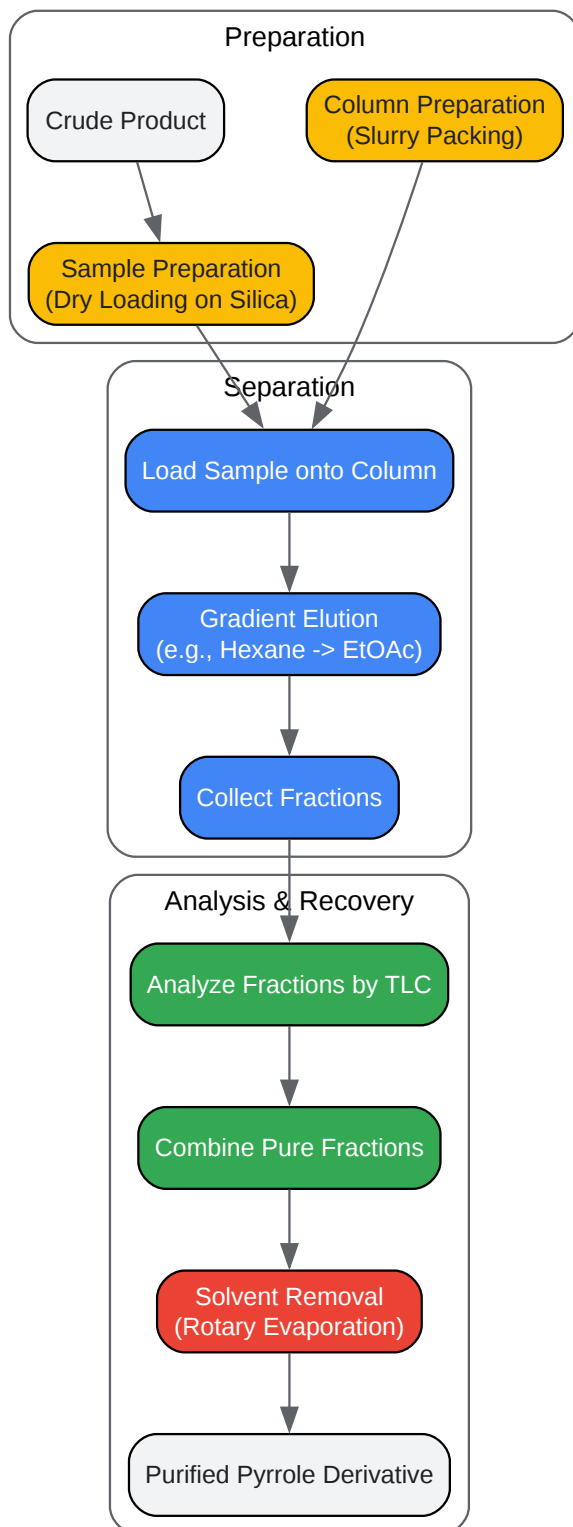 Preparation
Crude Product
Column Preparation
(Slurry Packing)
Sample Preparation
(Dry Loading on Silica)
Separation
Load Sample onto Column
Gradient Elution
(e.g., Hexane -> EtOAc)
Collect Fractions
Analysis & Recovery
Analyze Fractions by TLC
Combine Pure Fractions
Solvent Removal
(Rotary Evaporation)
Purified Pyrrole Derivative